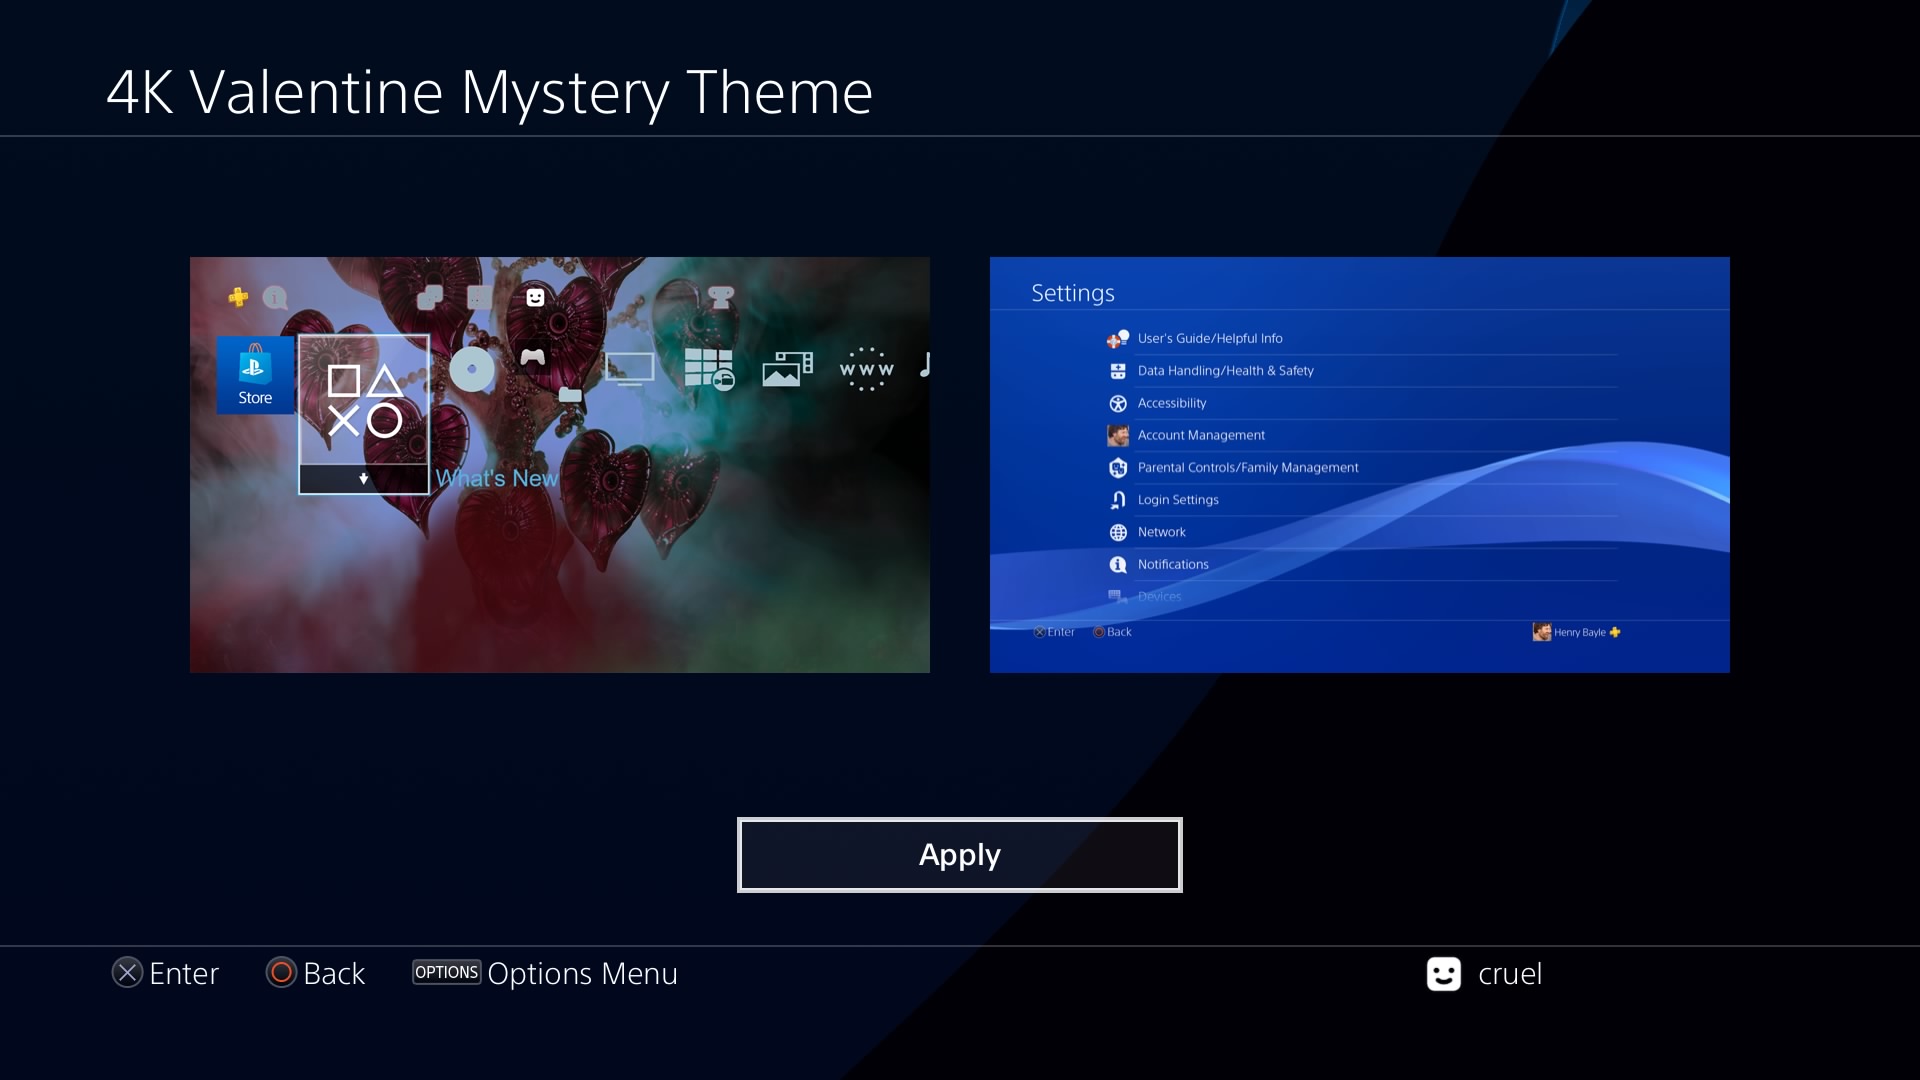 4K Valentine Mystery Theme
Store
What's New
www
Settings
User's Guide/Helpful Info
Data Handling/Health & Safety
Accessibility
Account Management
Parental Controls/Family Management
Login Settings
Network
Notifications
Devices
Enter Back
Henry Bayle
Apply
Enter Back OPTIONS Options Menu
cruel